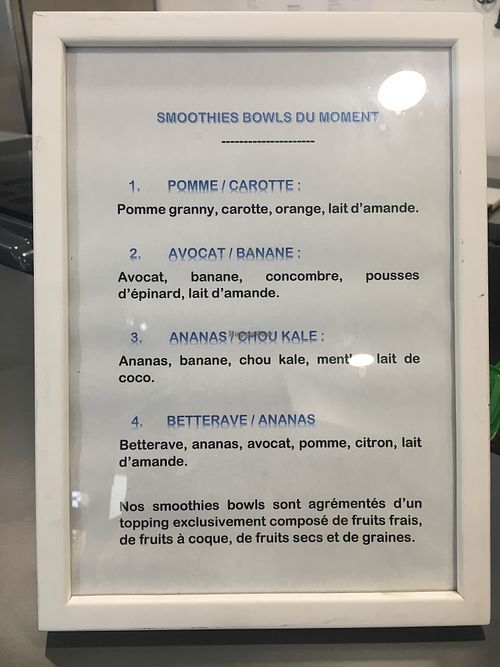 SMOOTHIES BOWLS DU MOMENT
---------------------
1. POMME / CAROTTE :
Pomme granny, carotte, orange, lait d'amande.
2. AVOCAT / BANANE :
Avocat, banane, concombre, pousses
d'épinard, lait d'amande.
3. ANANAS / CHOU KALE :
Ananas, banane, chou kale, lait de
coco.
4. BETTERAVE / ANANAS
Betterave, ananas, avocat, pomme, citron, lait
d'amande.
Nos smoothies bowls sont agrémentés d'un
topping exclusivement composé de fruits frais,
de fruits à coque, de fruits secs et de graines.